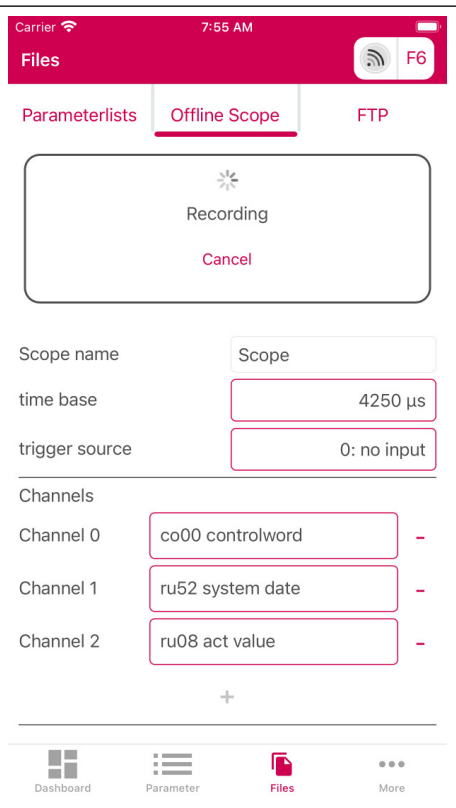 Carrier 7:55 AM
Files F6
Parameterlists Offline Scope FTP
Recording
Cancel
Scope name Scope
time base 4250 µs
trigger source 0: no input
Channels
Channel 0 co00 controlword -
Channel 1 ru52 system date -
Channel 2 ru08 act value -
+
Dashboard Parameter Files More